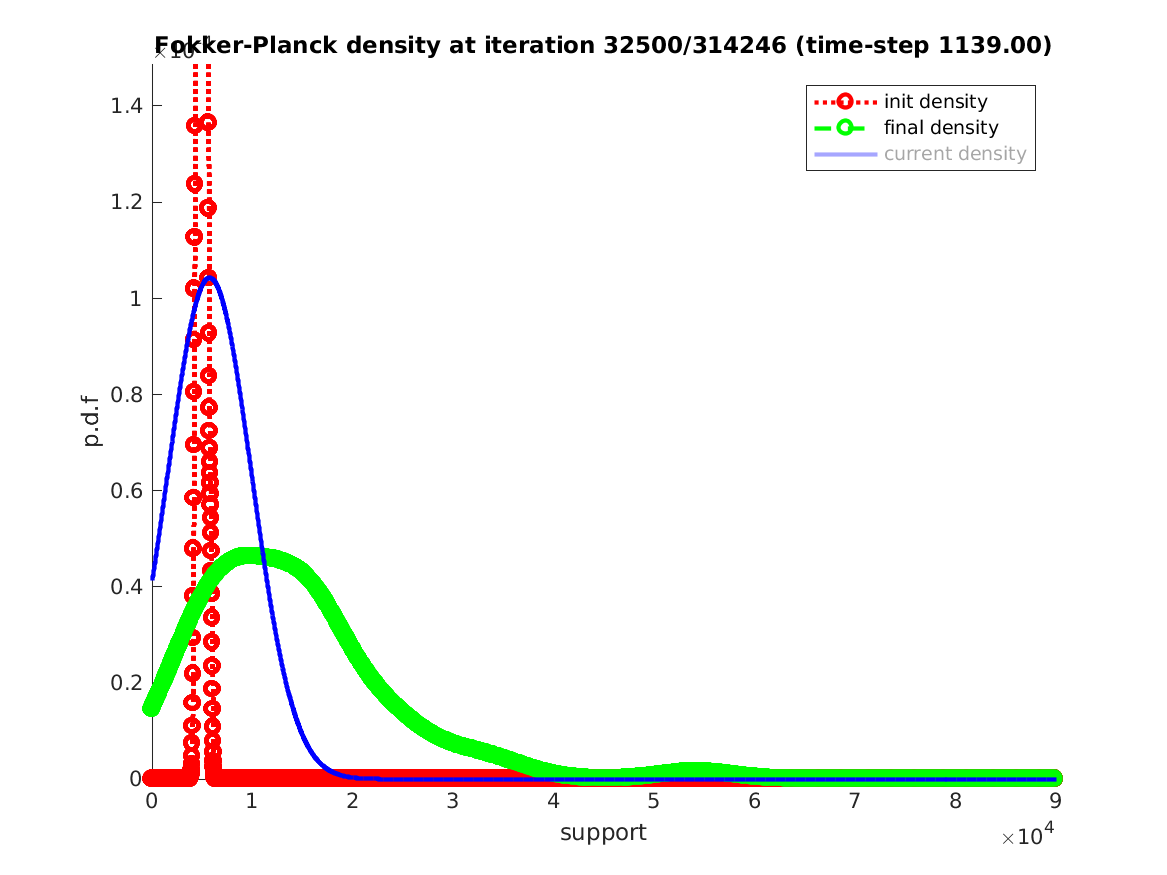 Fokker-Planck density at iteration 32500/314246 (time-step 1139.00)
init density
final density
current density
1.4
1.2
1
0.8
0.6
0.4
0.2
0
p.d.f
0 1 2 3 4 5 6 7 8 9
support
×10^4